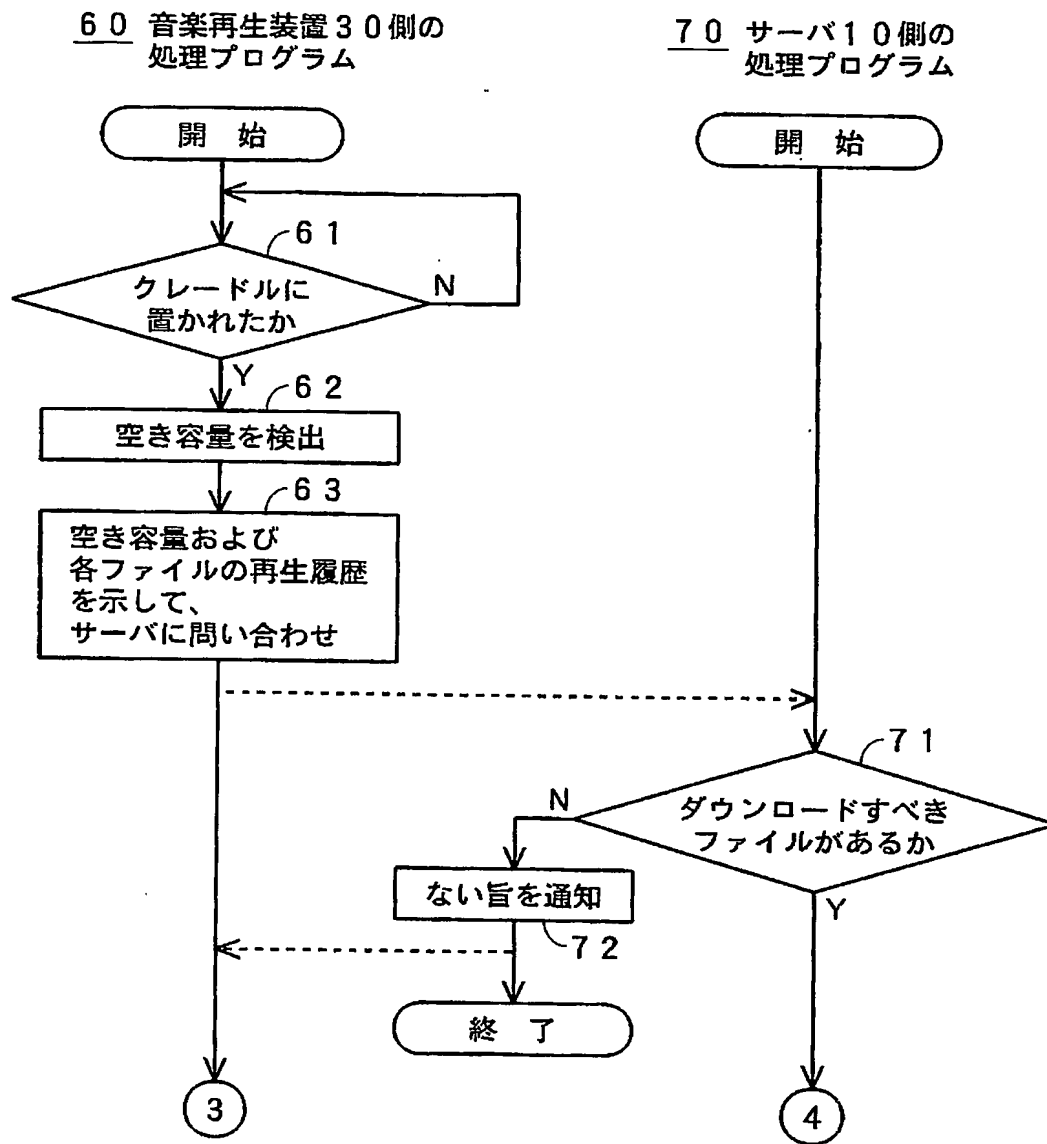 ６０ 音楽再生装置３０側の
処理プログラム
７０ サーバ１０側の
処理プログラム
開 始
開 始
６１
クレードルに
置かれたか
N
Y
６２
空き容量を検出
６３
空き容量および
各ファイルの再生履歴
を示して、
サーバに問い合わせ
７１
ダウンロードすべき
ファイルがあるか
N
Y
ない旨を通知
７２
終 了
3
4